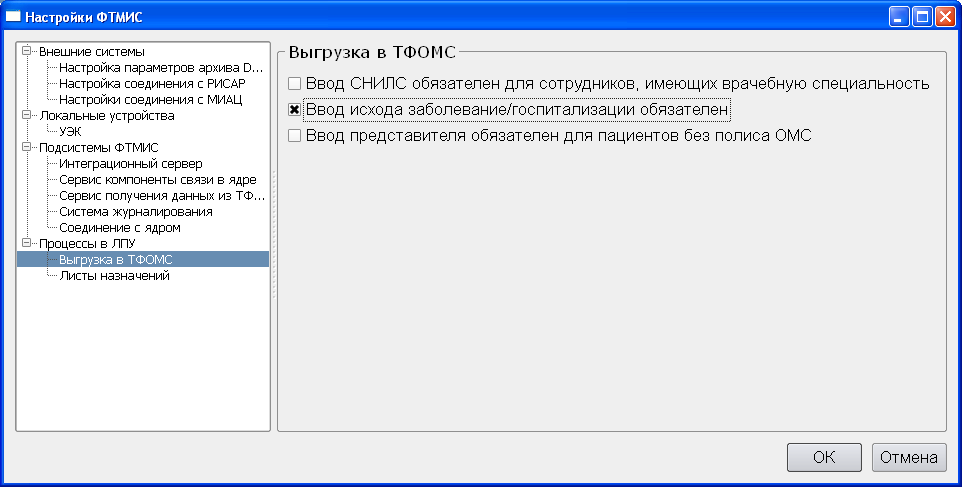 Настройки ФТМИС
Внешние системы
Настройка параметров архива D...
Настройка соединения с РИСАР
Настройки соединения с МИАЦ
Локальные устройства
УЭК
Подсистемы ФТМИС
Интеграционный сервер
Сервис компоненты связи в ядре
Сервис получения данных из ТФ...
Система журналирования
Соединение с ядром
Процессы в ЛПУ
Выгрузка в ТФОМС
Листы назначений
Выгрузка в ТФОМС
Ввод СНИЛС обязателен для сотрудников, имеющих врачебную специальность
Ввод исхода заболевание/госпитализации обязателен
Ввод представителя обязателен для пациентов без полиса ОМС
ОК
Отмена